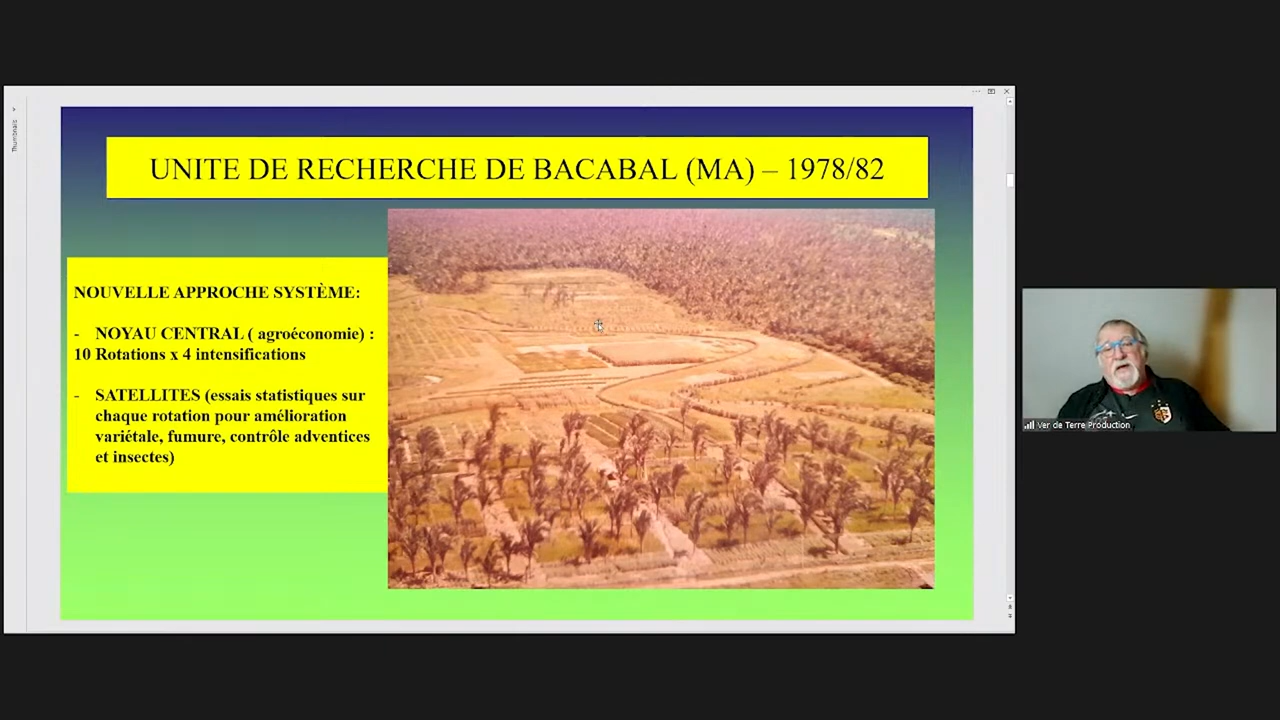 UNITE DE RECHERCHE DE BACABAL (MA) – 1978/82
NOUVELLE APPROCHE SYSTÈME:
- NOYAU CENTRAL ( agroéconomie) :
10 Rotations x 4 intensifications
- SATELLITES (essais statistiques sur
chaque rotation pour amélioration
variétale, fumure, contrôle adventices
et insectes)
Thumbnails
Ver de Terre Production